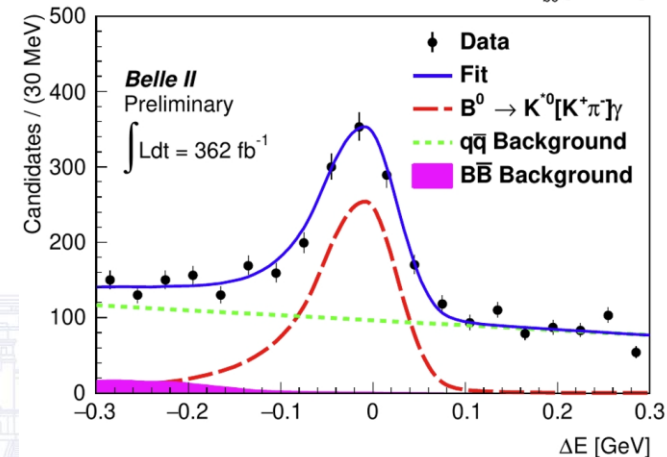 500
400
300
200
100
0
Candidates / (30 MeV)
Belle II
Preliminary
∫Ldt = 362 fb⁻¹
Data
Fit
B⁰ → K*⁰[K⁺π⁻]γ
qq̅ Background
BB̅ Background
−0.3 −0.2 −0.1 0 0.1 0.2 0.3
ΔE [GeV]